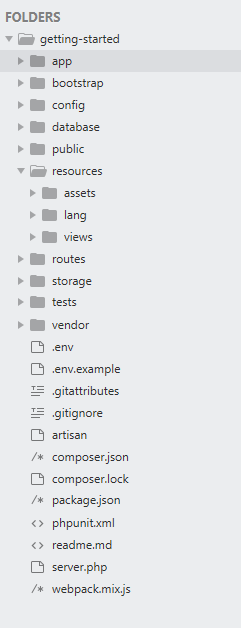 FOLDERS
getting-started
app
bootstrap
config
database
public
resources
assets
lang
views
routes
storage
tests
vendor
.env
.env.example
.gitattributes
.gitignore
artisan
/* composer.json
composer.lock
/* package.json
<> phpunit.xml
<> readme.md
server.php
/* webpack.mix.js